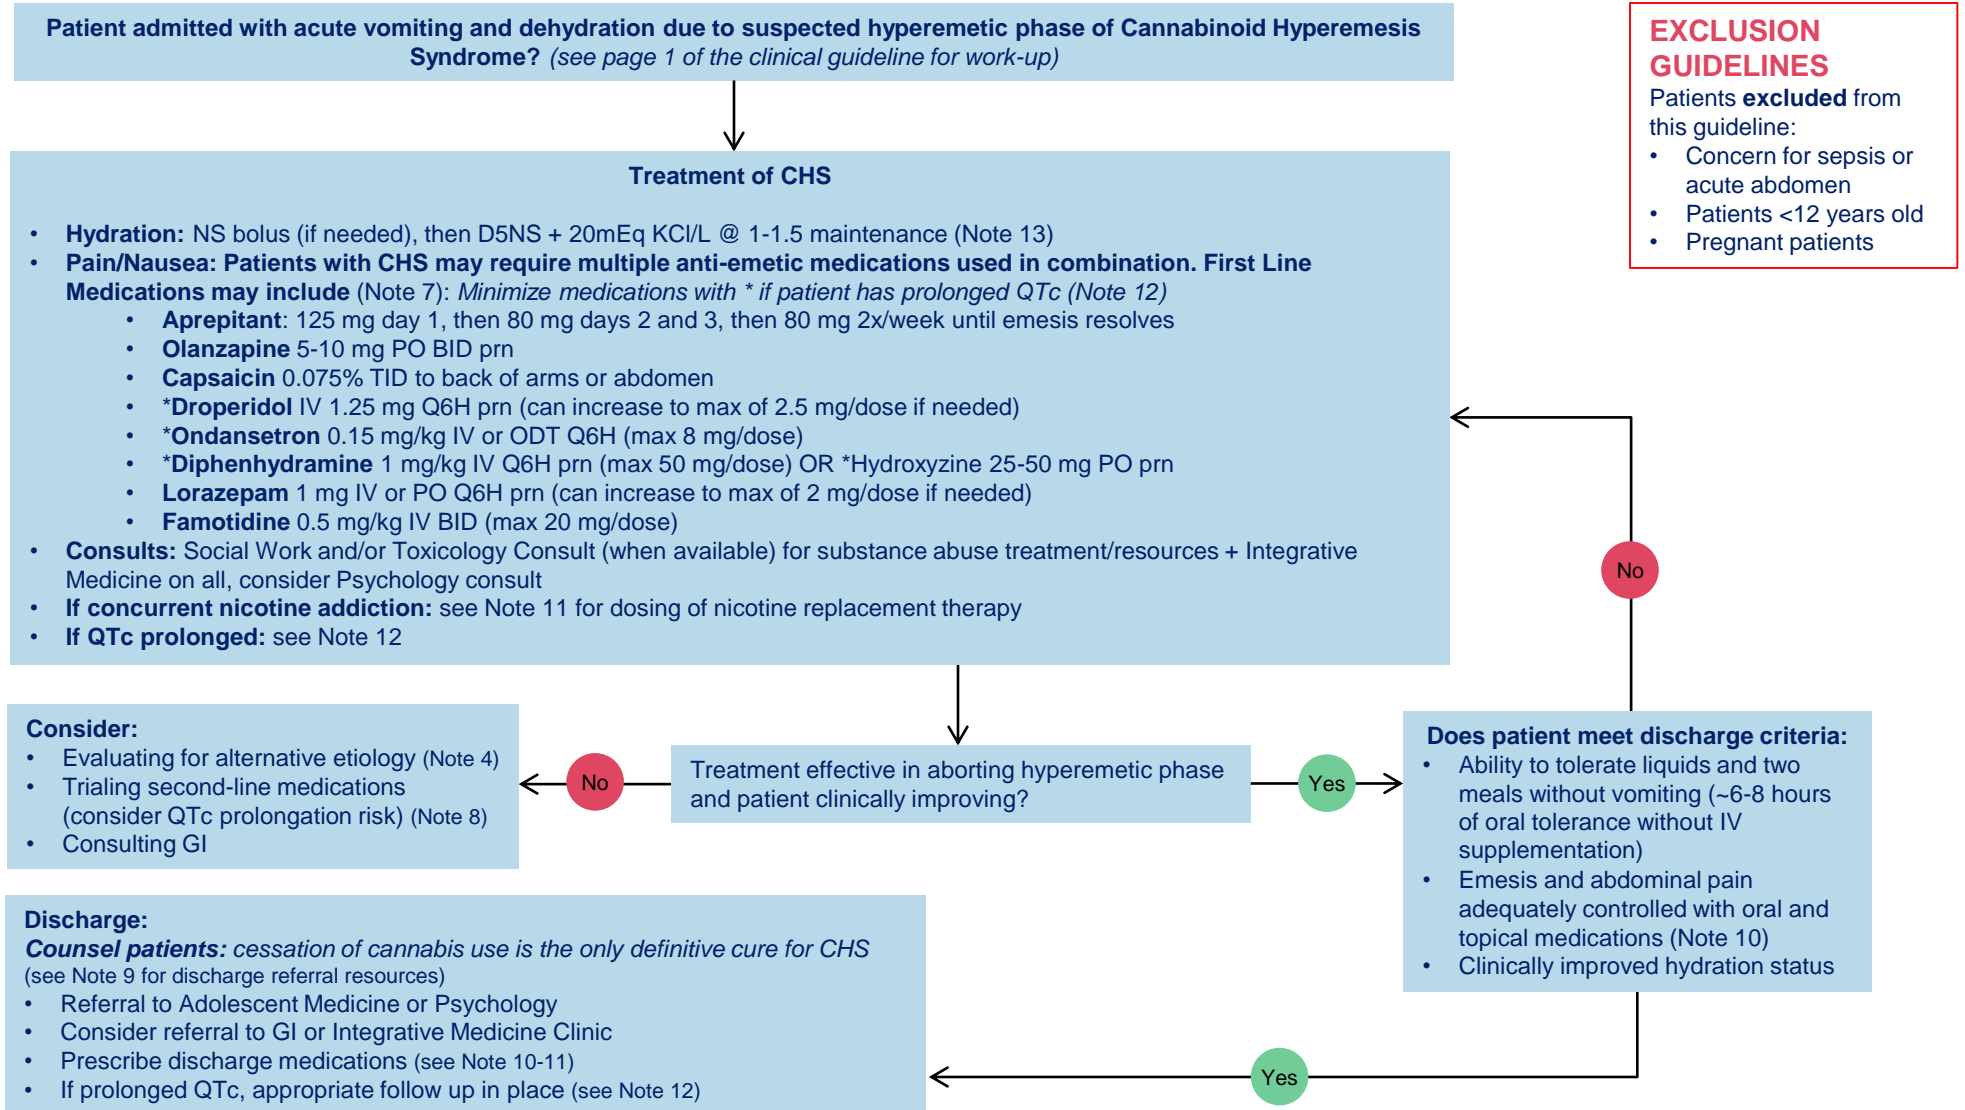 Patient admitted with acute vomiting and dehydration due to suspected hyperemetic phase of Cannabinoid Hyperemesis
Syndrome? (see page 1 of the clinical guideline for work-up)
EXCLUSION
GUIDELINES
Patients excluded from
this guideline:
• Concern for sepsis or
acute abdomen
• Patients <12 years old
• Pregnant patients
Treatment of CHS
• Hydration: NS bolus (if needed), then D5NS + 20mEq KCl/L @ 1-1.5 maintenance (Note 13)
• Pain/Nausea: Patients with CHS may require multiple anti-emetic medications used in combination. First Line
Medications may include (Note 7): Minimize medications with * if patient has prolonged QTc (Note 12)
• Aprepitant: 125 mg day 1, then 80 mg days 2 and 3, then 80 mg 2x/week until emesis resolves
• Olanzapine 5-10 mg PO BID prn
• Capsaicin 0.075% TID to back of arms or abdomen
• *Droperidol IV 1.25 mg Q6H prn (can increase to max of 2.5 mg/dose if needed)
• *Ondansetron 0.15 mg/kg IV or ODT Q6H (max 8 mg/dose)
• *Diphenhydramine 1 mg/kg IV Q6H prn (max 50 mg/dose) OR *Hydroxyzine 25-50 mg PO prn
• Lorazepam 1 mg IV or PO Q6H prn (can increase to max of 2 mg/dose if needed)
• Famotidine 0.5 mg/kg IV BID (max 20 mg/dose)
• Consults: Social Work and/or Toxicology Consult (when available) for substance abuse treatment/resources + Integrative
Medicine on all, consider Psychology consult
• If concurrent nicotine addiction: see Note 11 for dosing of nicotine replacement therapy
• If QTc prolonged: see Note 12
No
Consider:
• Evaluating for alternative etiology (Note 4)
• Trialing second-line medications
(consider QTc prolongation risk) (Note 8)
• Consulting GI
No
Treatment effective in aborting hyperemetic phase
and patient clinically improving?
Yes
Does patient meet discharge criteria:
• Ability to tolerate liquids and two
meals without vomiting (~6-8 hours
of oral tolerance without IV
supplementation)
• Emesis and abdominal pain
adequately controlled with oral and
topical medications (Note 10)
• Clinically improved hydration status
Discharge:
Counsel patients: cessation of cannabis use is the only definitive cure for CHS
(see Note 9 for discharge referral resources)
• Referral to Adolescent Medicine or Psychology
• Consider referral to GI or Integrative Medicine Clinic
• Prescribe discharge medications (see Note 10-11)
• If prolonged QTc, appropriate follow up in place (see Note 12)
Yes